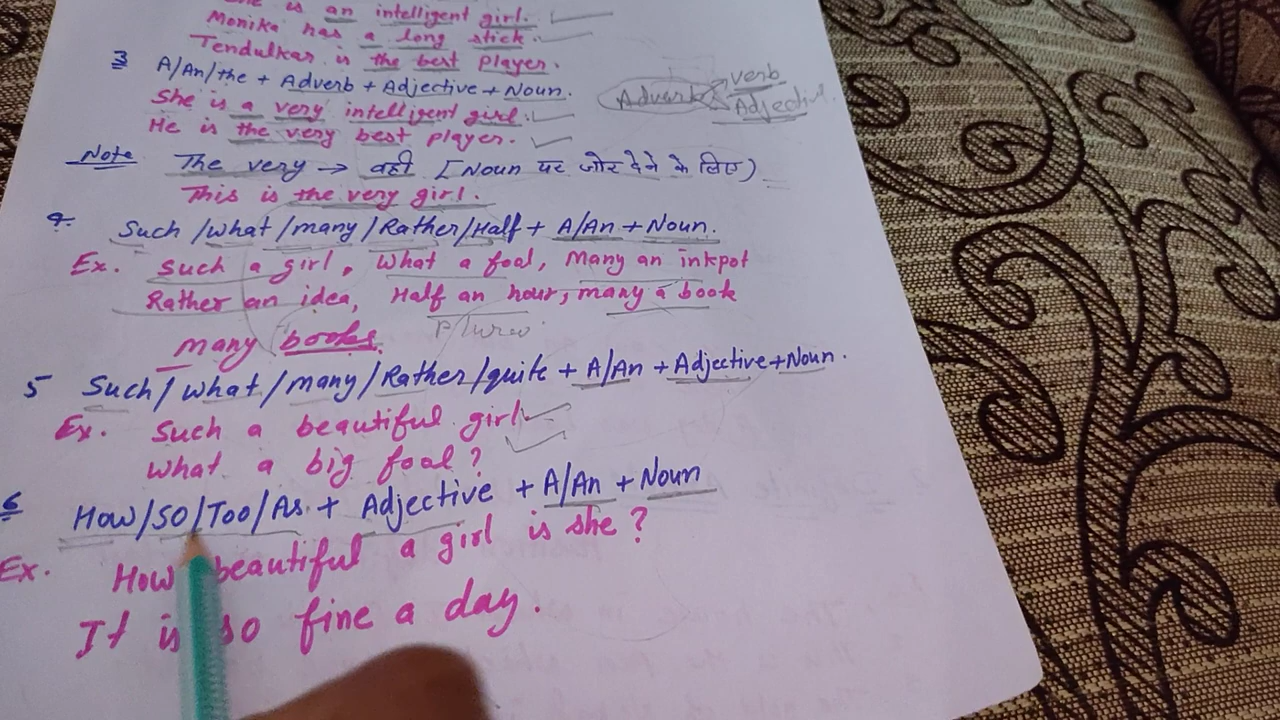 is an intelligent girl.
Monika has a long stick.
Tendulkar is the best player.
3 A/An/the + Adverb + Adjective + Noun.
She is a very intelligent girl.
He is the very best player.
Adverb verb
Adjective
Note The very → वही [Noun पर जोर देने के लिए)
This is the very girl.
4. Such/what/many/Rather/Half + A/An + Noun.
Ex. Such a girl, What a foal, Many an inkpot
Rather an idea, Half an hour, many a book
many books
5 Such/what/many/Rather/quite + A/An + Adjective + Noun.
Ex. Such a beautiful girl
What a big foal?
6 How/SO/Too/As + Adjective + A/An + Noun
Ex. How beautiful a girl is she?
It is so fine a day.